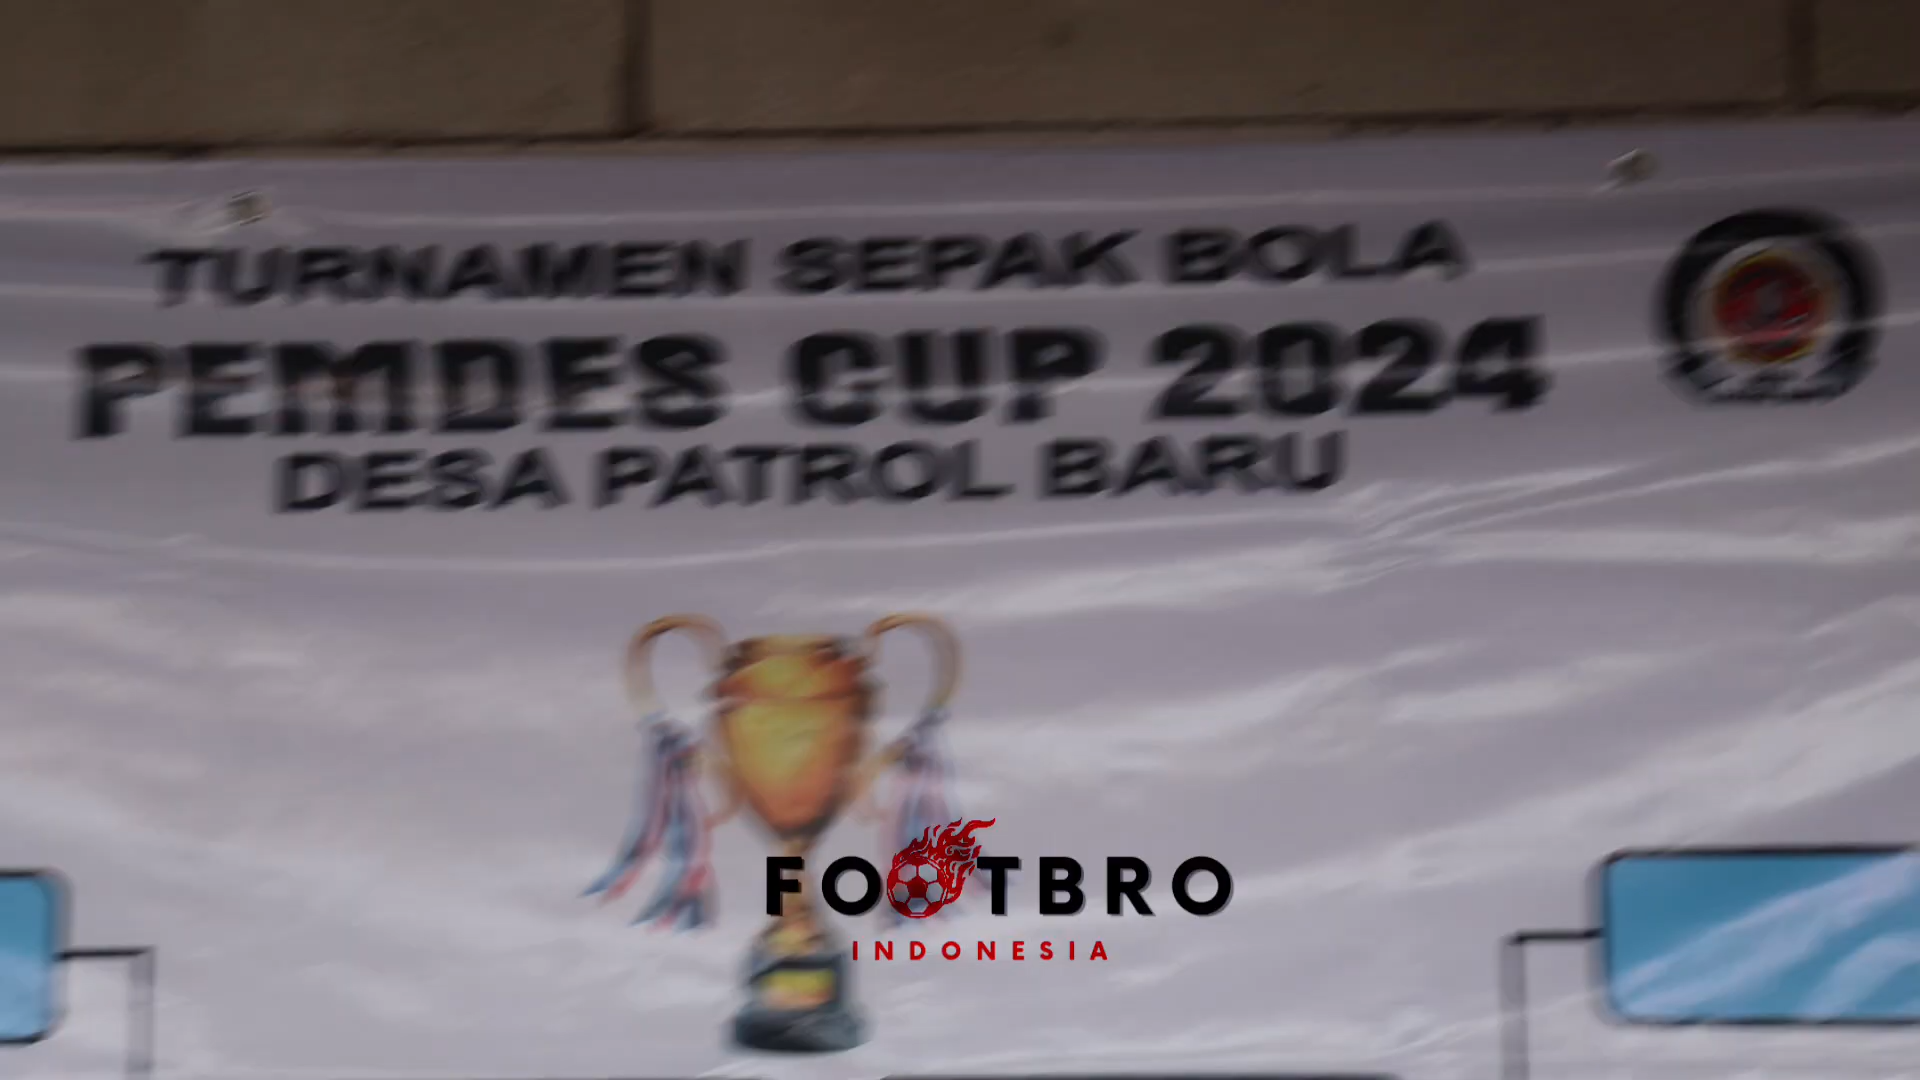 TURNAMEN SEPAK BOLA
PEMDES CUP 2024
DESA PATROL BARU
FOOTBRO
INDONESIA